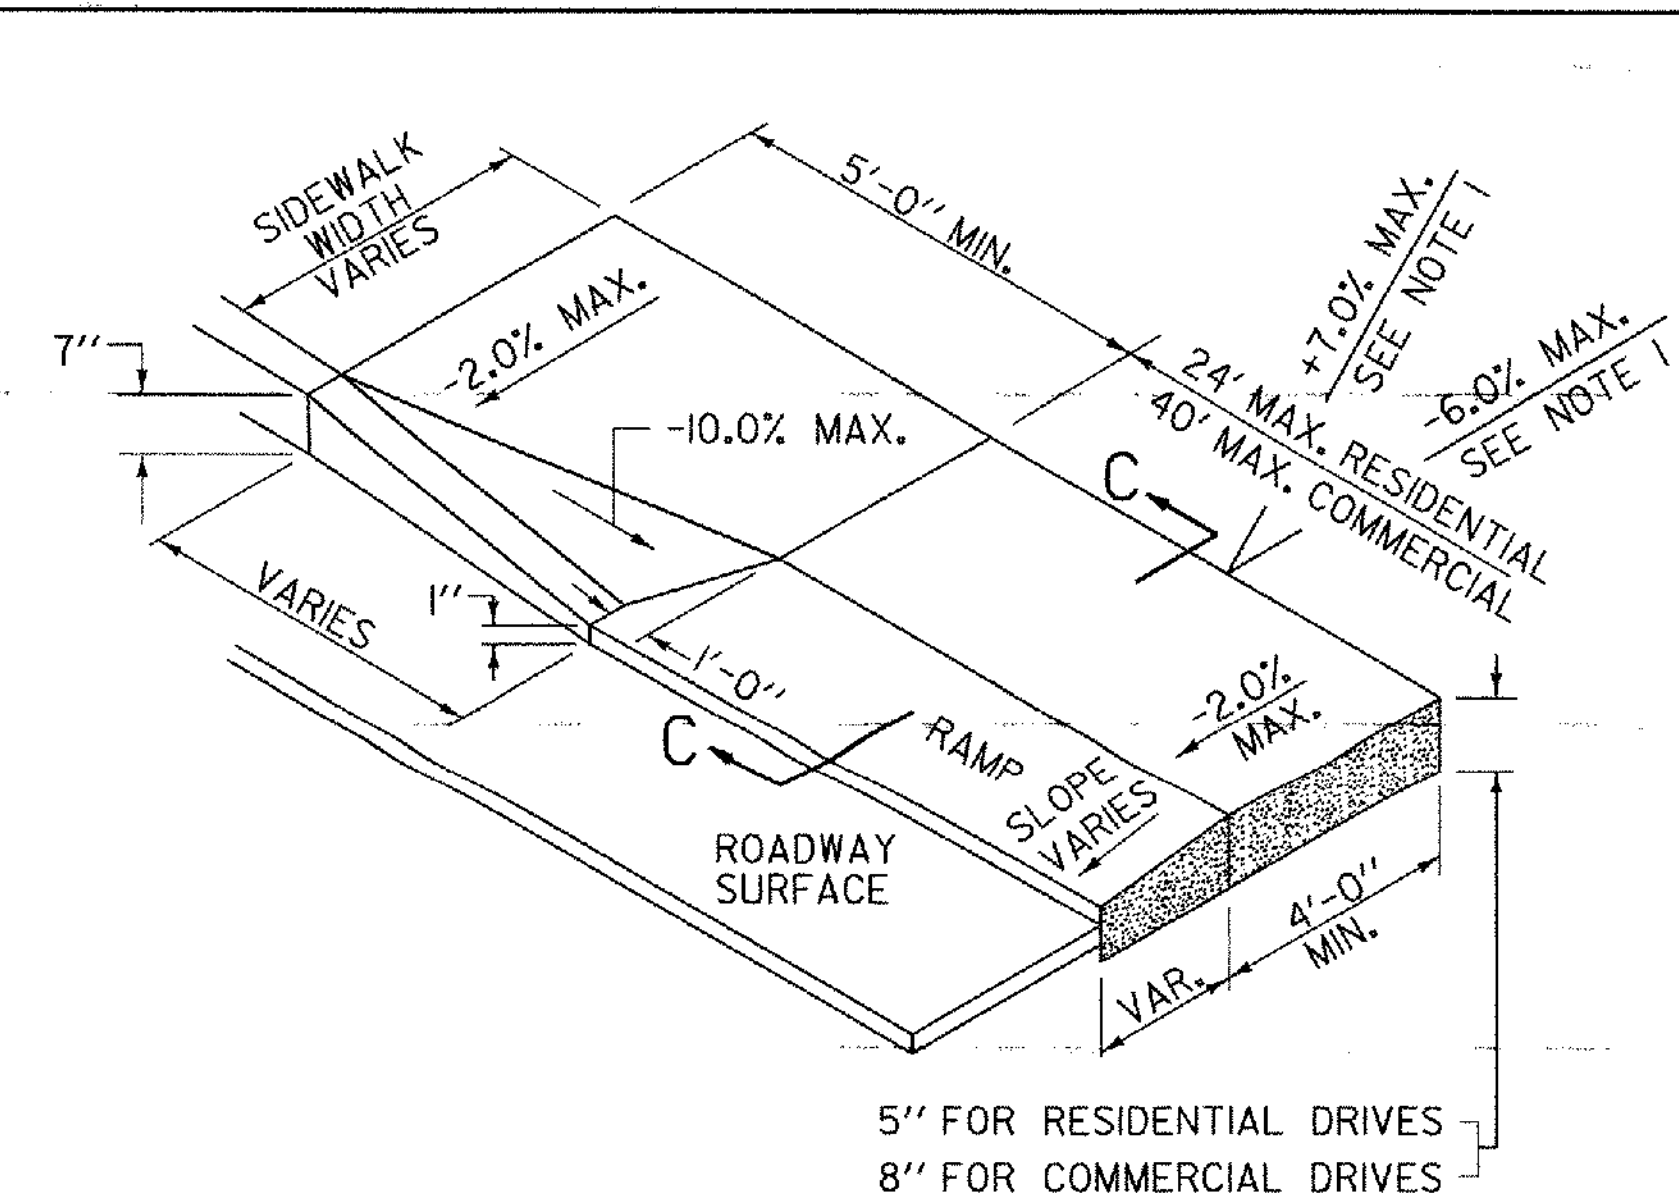 SIDEWALK
WIDTH
VARIES
5'-0" MIN.
+7.0% MAX.
SEE NOTE 1
-6.0% MAX.
SEE NOTE 1
24' MAX. RESIDENTIAL
40' MAX. COMMERCIAL
7"
-2.0% MAX.
-10.0% MAX.
C
VARIES
1"
1'-0"
C
RAMP
SLOPE
VARIES
-2.0%
MAX.
ROADWAY
SURFACE
VAR.
4'-0"
MIN.
5" FOR RESIDENTIAL DRIVES
8" FOR COMMERCIAL DRIVES